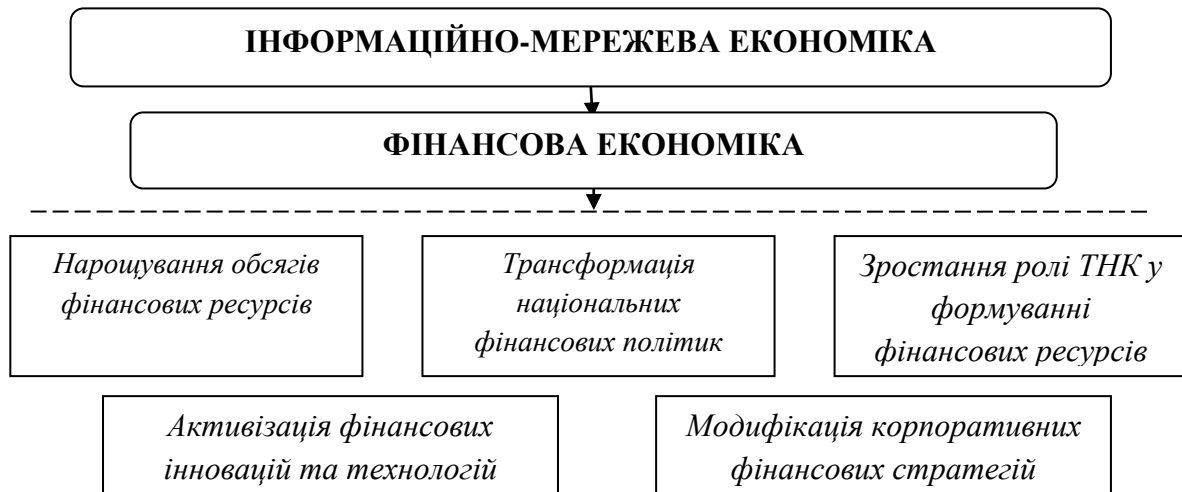 ІНФОРМАЦІЙНО-МЕРЕЖЕВА ЕКОНОМІКА
ФІНАНСОВА ЕКОНОМІКА
Нарощування обсягів
фінансових ресурсів
Трансформація
національних
фінансових політик
Зростання ролі ТНК у
формуванні
фінансових ресурсів
Активізація фінансових
інновацій та технологій
Модифікація корпоративних
фінансових стратегій